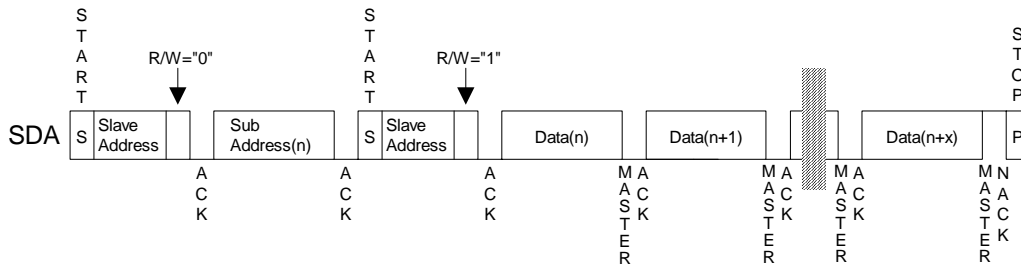 START
START
STOP
R/W="0"
R/W="1"
SDA
S
Slave
Address
Sub
Address(n)
S
Slave
Address
Data(n)
Data(n+1)
Data(n+x)
P
ACK
ACK
ACK
MASTER
ACK
MASTER
ACK
MASTER
ACK
MASTER
NACK